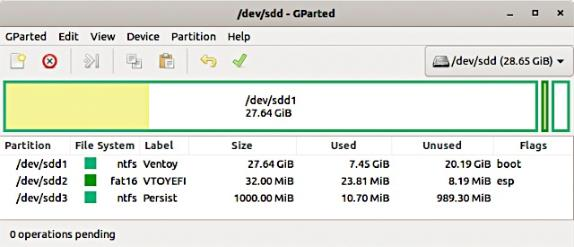 /dev/sdd - GParted
GParted Edit View Device Partition Help
/dev/sdd (28.65 GiB)
/dev/sdd1
27.64 GiB
Partition File System Label Size Used Unused Flags
/dev/sdd1 ntfs Ventoy 27.64 GiB 7.45 GiB 20.19 GiB boot
/dev/sdd2 fat16 VTOYEFI 32.00 MiB 23.81 MiB 8.19 MiB esp
/dev/sdd3 ntfs Persist 1000.00 MiB 10.70 MiB 989.30 MiB
0 operations pending